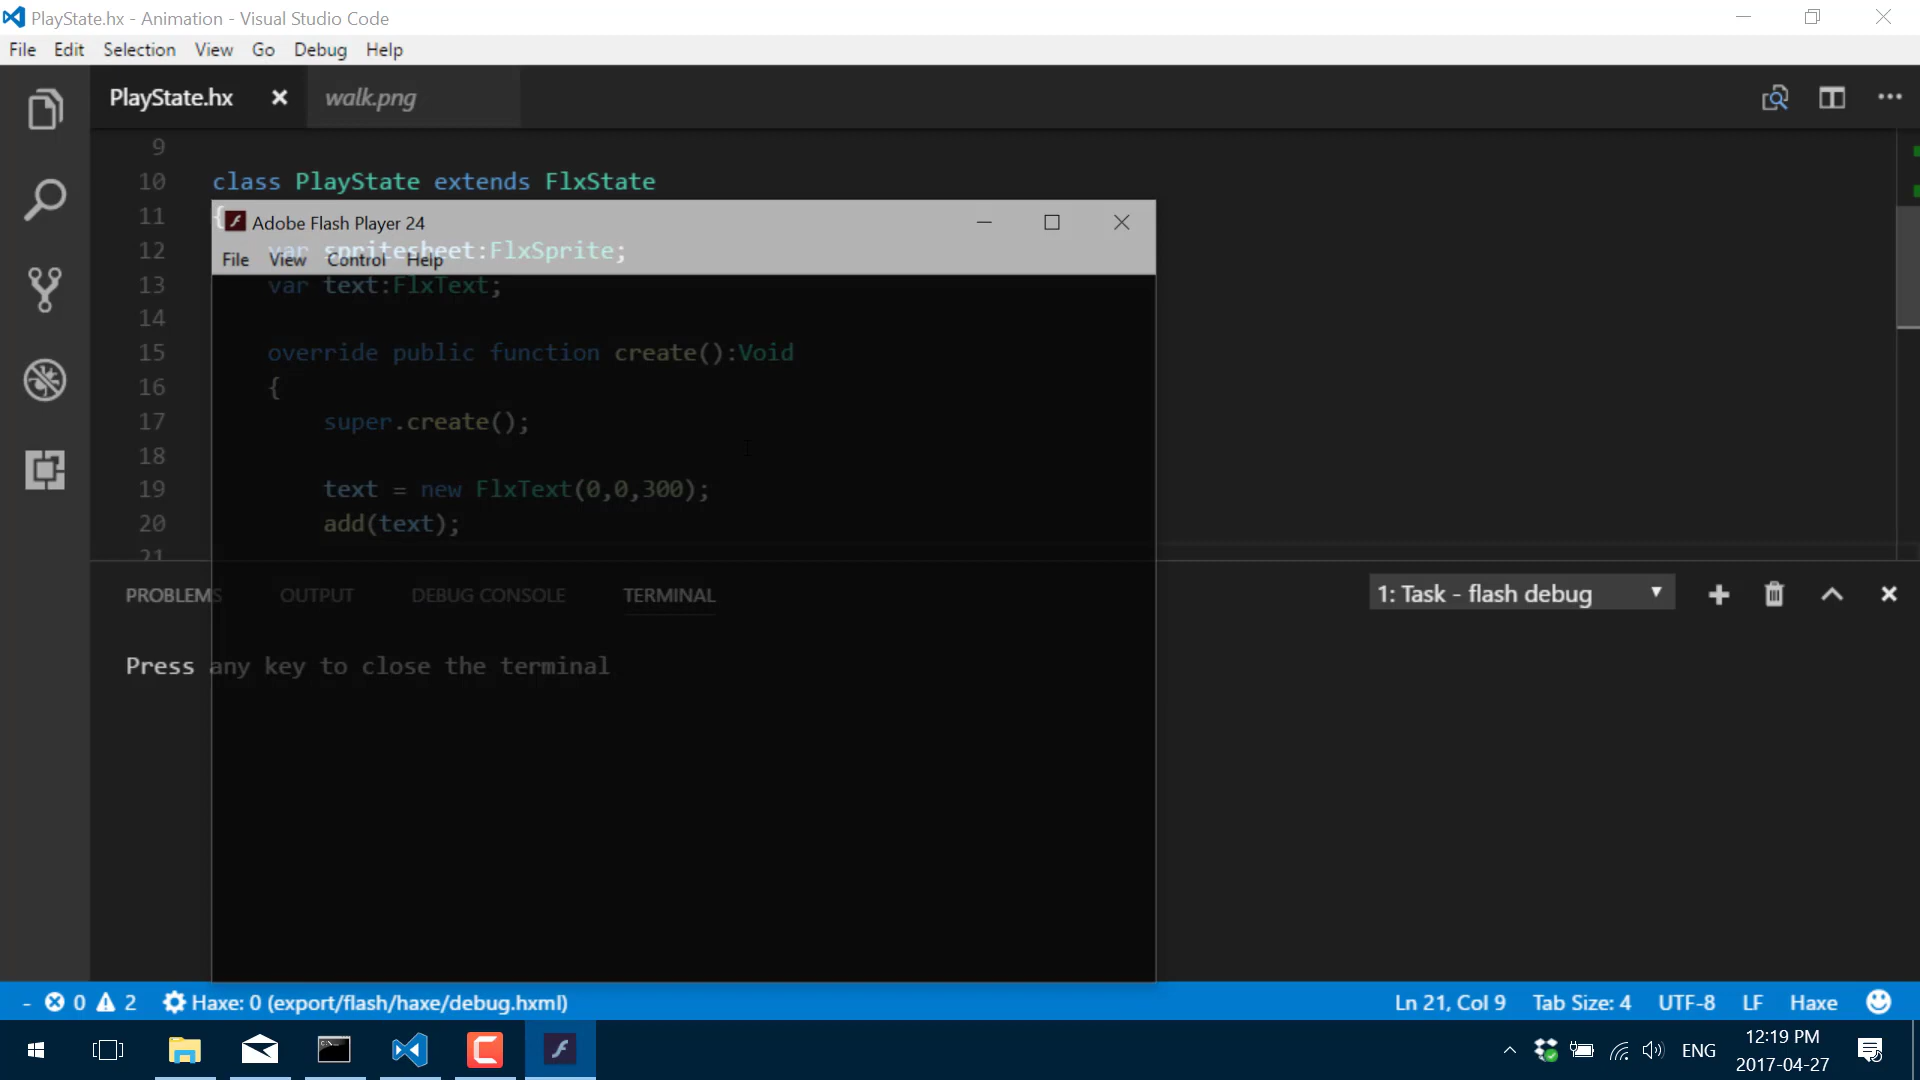 PlayState.hx - Animation - Visual Studio Code
File Edit Selection View Go Debug Help
PlayState.hx walk.png
9
10 class PlayState extends FlxState
11 {
Adobe Flash Player 24
12 var spritesheet:FlxSprite;
File View Control Help
13 var text:FlxText;
14
15 override public function create():Void
16 {
17 super.create();
18
19 text = new FlxText(0,0,300);
20 add(text);
21
PROBLEMS OUTPUT DEBUG CONSOLE TERMINAL 1: Task - flash debug
Press any key to close the terminal
0 2 Haxe: 0 (export/flash/haxe/debug.hxml) Ln 21, Col 9 Tab Size: 4 UTF-8 LF Haxe
ENG
12:19 PM
2017-04-27